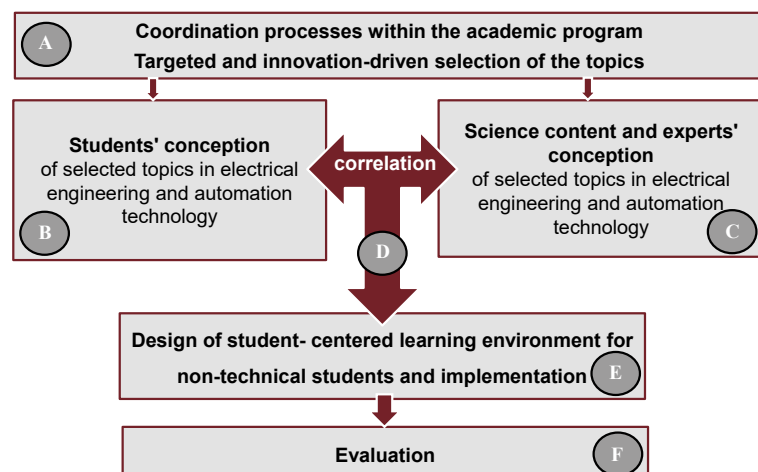 A
Coordination processes within the academic program
Targeted and innovation-driven selection of the topics
Students' conception
of selected topics in electrical
engineering and automation
technology
B
correlation
D
Science content and experts'
conception
of selected topics in electrical
engineering and automation
technology
C
Design of student- centered learning environment for
non-technical students and implementation
E
Evaluation
F